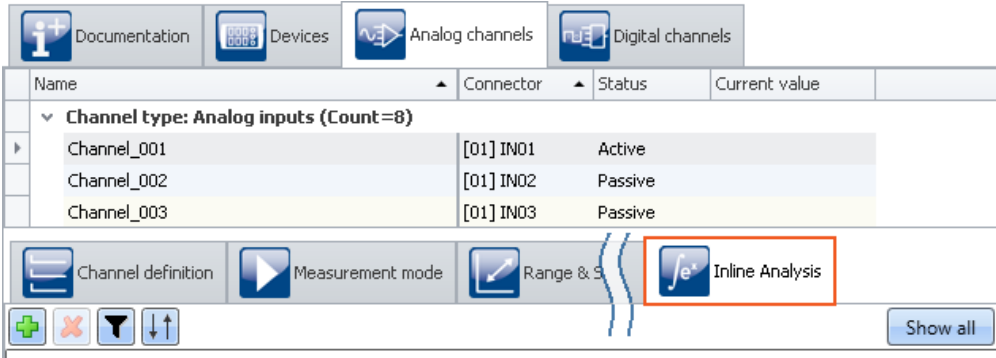 Documentation Devices Analog channels Digital channels
Name Connector Status Current value
Channel type: Analog inputs (Count=8)
Channel_001 [01] IN01 Active
Channel_002 [01] IN02 Passive
Channel_003 [01] IN03 Passive
Channel definition Measurement mode Range & S Inline Analysis
Show all